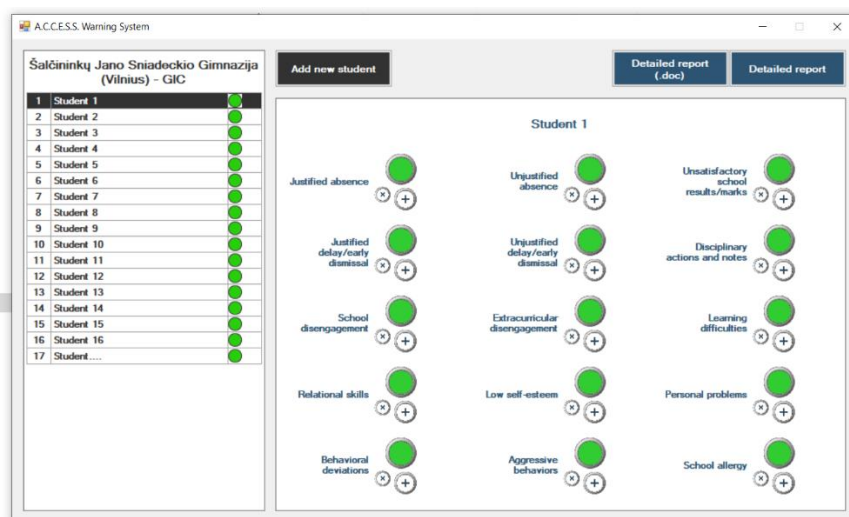 A.C.C.E.S.S. Warning System
Šalčininkų Jano Sniadeckio Gimnazija
(Vilnius) - GIC
1 Student 1
2 Student 2
3 Student 3
4 Student 4
5 Student 5
6 Student 6
7 Student 7
8 Student 8
9 Student 9
10 Student 10
11 Student 11
12 Student 12
13 Student 13
14 Student 14
15 Student 15
16 Student 16
17 Student....
Add new student
Detailed report
(.doc)
Detailed report
Student 1
Justified absence
Unjustified
absence
Unsatisfactory
school
results/marks
Justified
delay/early
dismissal
Unjustified
delay/early
dismissal
Disciplinary
actions and notes
School
disengagement
Extracurricular
disengagement
Learning
difficulties
Relational skills
Low self-esteem
Personal problems
Behavioral
deviations
Aggressive
behaviors
School allergy